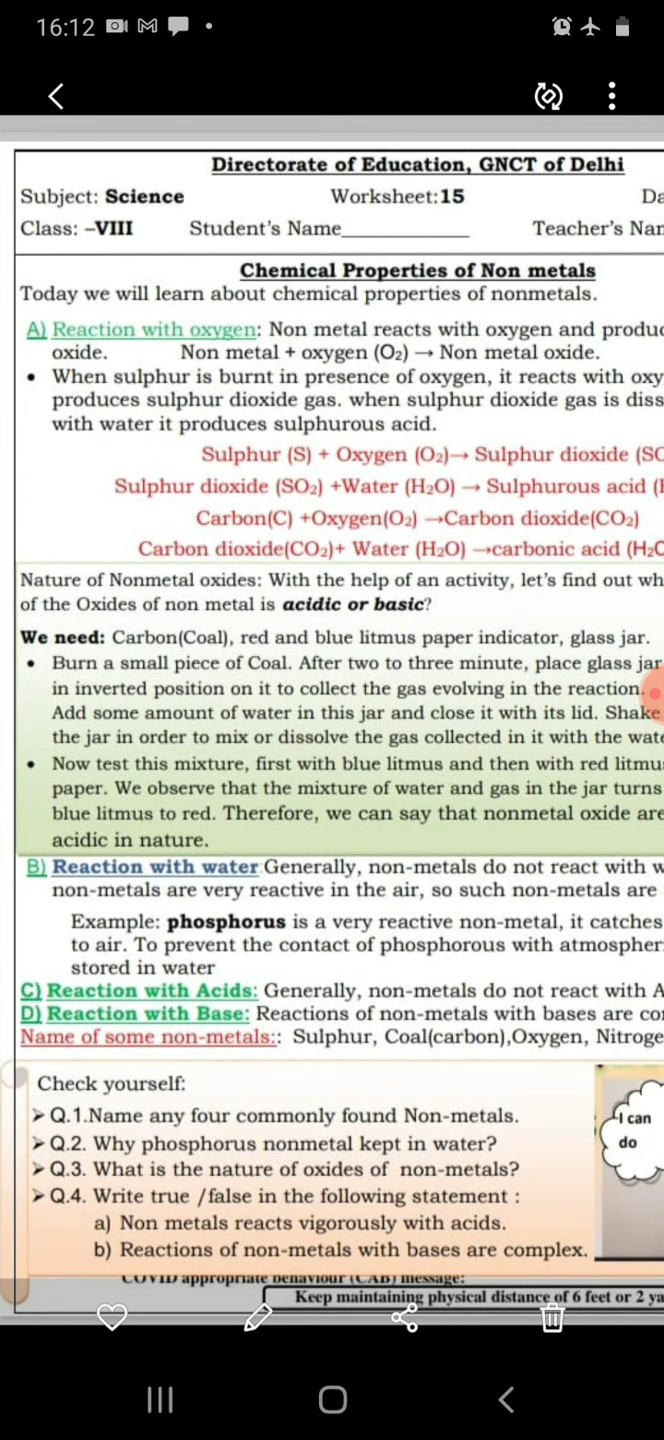 16:12
Directorate of Education, GNCT of Delhi
Subject: Science Worksheet:15
Class: –VIII Student's Name____________ Teacher's
Chemical Properties of Non metals
Today we will learn about chemical properties of nonmetals.
A) Reaction with oxygen: Non metal reacts with oxygen and
oxide. Non metal + oxygen (O₂) → Non metal oxide.
• When sulphur is burnt in presence of oxygen, it reacts with
produces sulphur dioxide gas. when sulphur dioxide gas is
with water it produces sulphurous acid.
Sulphur (S) + Oxygen (O₂)→ Sulphur dioxide
Sulphur dioxide (SO₂) +Water (H₂O) → Sulphurous acid
Carbon(C) +Oxygen(O₂) →Carbon dioxide(CO₂)
Carbon dioxide(CO₂)+ Water (H₂O) →carbonic acid
Nature of Nonmetal oxides: With the help of an activity, let's find out
of the Oxides of non metal is acidic or basic?
We need: Carbon(Coal), red and blue litmus paper indicator, glass jar.
• Burn a small piece of Coal. After two to three minute, place glass jar
in inverted position on it to collect the gas evolving in the reaction.
Add some amount of water in this jar and close it with its lid. Shake
the jar in order to mix or dissolve the gas collected in it with the
• Now test this mixture, first with blue litmus and then with red
paper. We observe that the mixture of water and gas in the jar turns
blue litmus to red. Therefore, we can say that nonmetal oxide are
acidic in nature.
B) Reaction with water:Generally, non-metals do not react with
non-metals are very reactive in the air, so such non-metals are
Example: phosphorus is a very reactive non-metal, it catches
to air. To prevent the contact of phosphorous with
stored in water
C) Reaction with Acids: Generally, non-metals do not react with
D) Reaction with Base: Reactions of non-metals with bases are
Name of some non-metals:: Sulphur, Coal(carbon),Oxygen,
Check yourself:
➢ Q.1.Name any four commonly found Non-metals.
➢ Q.2. Why phosphorus nonmetal kept in water?
➢ Q.3. What is the nature of oxides of non-metals?
➢ Q.4. Write true /false in the following statement :
a) Non metals reacts vigorously with acids.
b) Reactions of non-metals with bases are complex.
I can
do
COVID appropriate behaviour (CAB) message:
Keep maintaining physical distance of 6 feet or 2